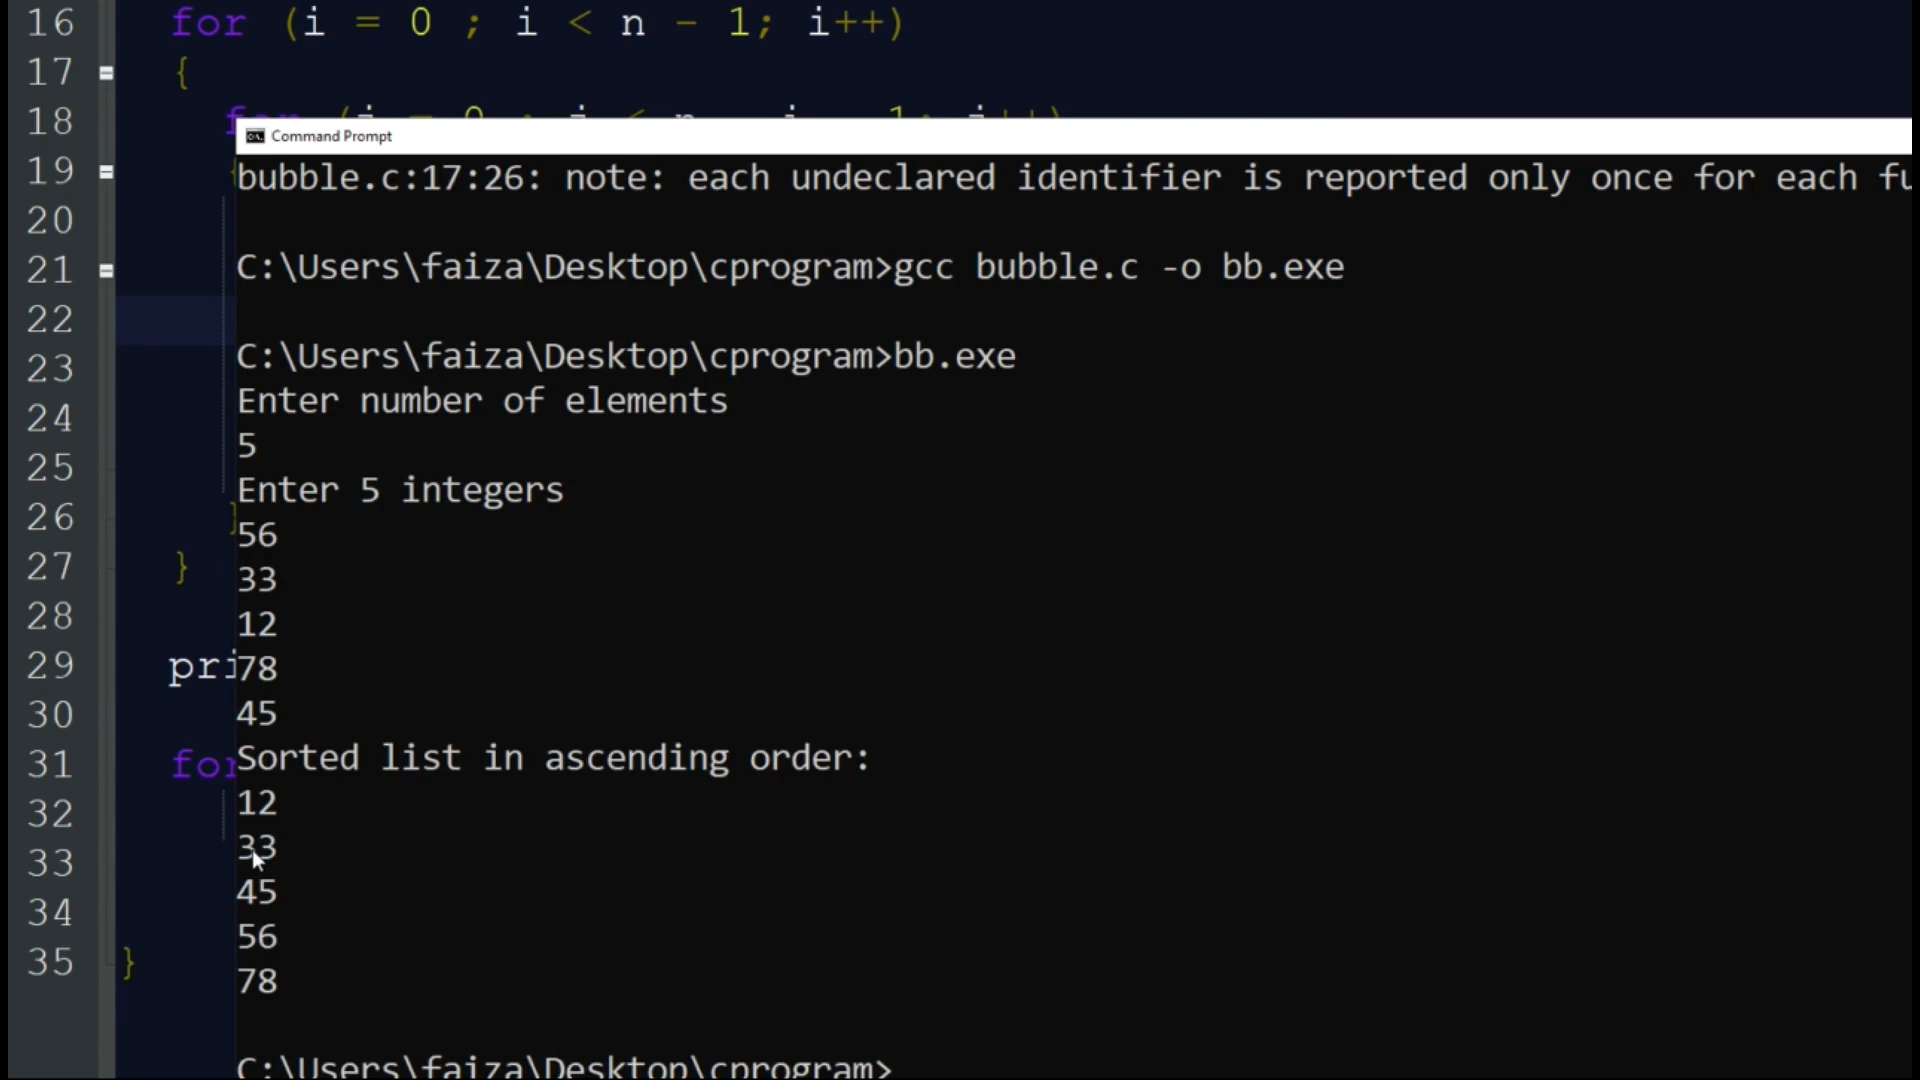 16 for (i = 0 ; i < n - 1; i++)
17 {
18
Command Prompt
19
bubble.c:17:26: note: each undeclared identifier is reported only once for each fu
20
21
C:\Users\faiza\Desktop\cprogram>gcc bubble.c -o bb.exe
22
23
C:\Users\faiza\Desktop\cprogram>bb.exe
Enter number of elements
24
5
25
Enter 5 integers
26 }
56
27 }
33
28
12
29 pri
78
30
45
31 for
Sorted list in ascending order:
32
12
33
33
45
34
56
35 }
78
C:\Users\faiza\Desktop\cprogram>